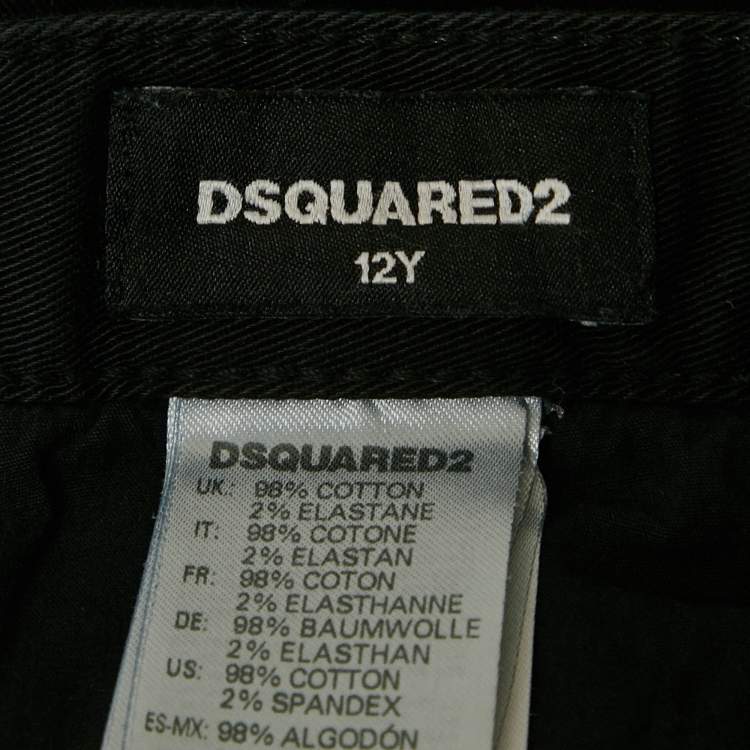 DSQUARED2
12Y
DSQUARED2
UK.: 98% COTTON
2% ELASTANE
IT: 98% COTONE
2% ELASTAN
FR: 98% COTON
2% ELASTHANNE
DE: 98% BAUMWOLLE
2% ELASTHAN
US: 98% COTTON
2% SPANDEX
ES-MX: 98% ALGODÓN